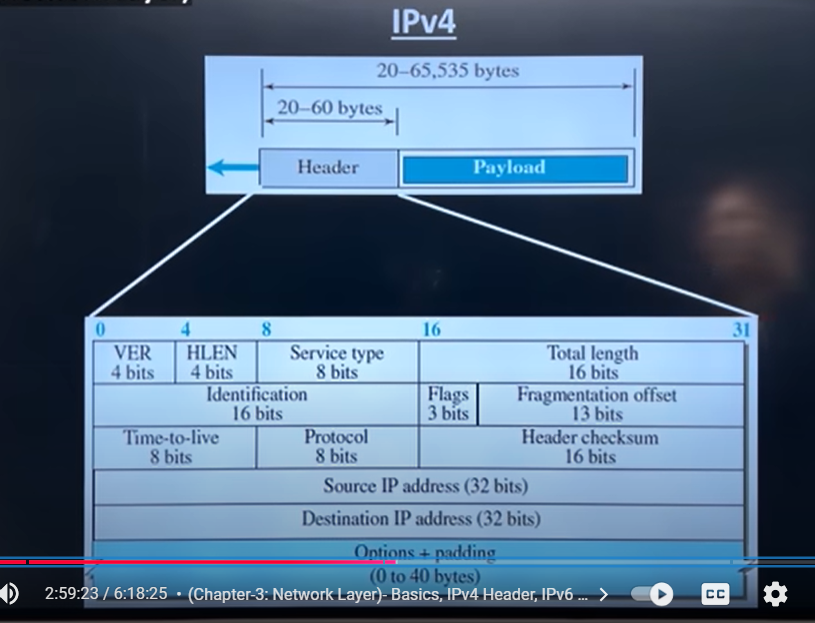 IPv4
20–65,535 bytes
20–60 bytes
Header
Payload
0 4 8 16 31
VER
4 bits
HLEN
4 bits
Service type
8 bits
Total length
16 bits
Identification
16 bits
Flags
3 bits
Fragmentation offset
13 bits
Time-to-live
8 bits
Protocol
8 bits
Header checksum
16 bits
Source IP address (32 bits)
Destination IP address (32 bits)
Options + padding
(0 to 40 bytes)
2:59:23 / 6:18:25 • (Chapter-3: Network Layer)- Basics, IPv4 Header, IPv6 ...
CC